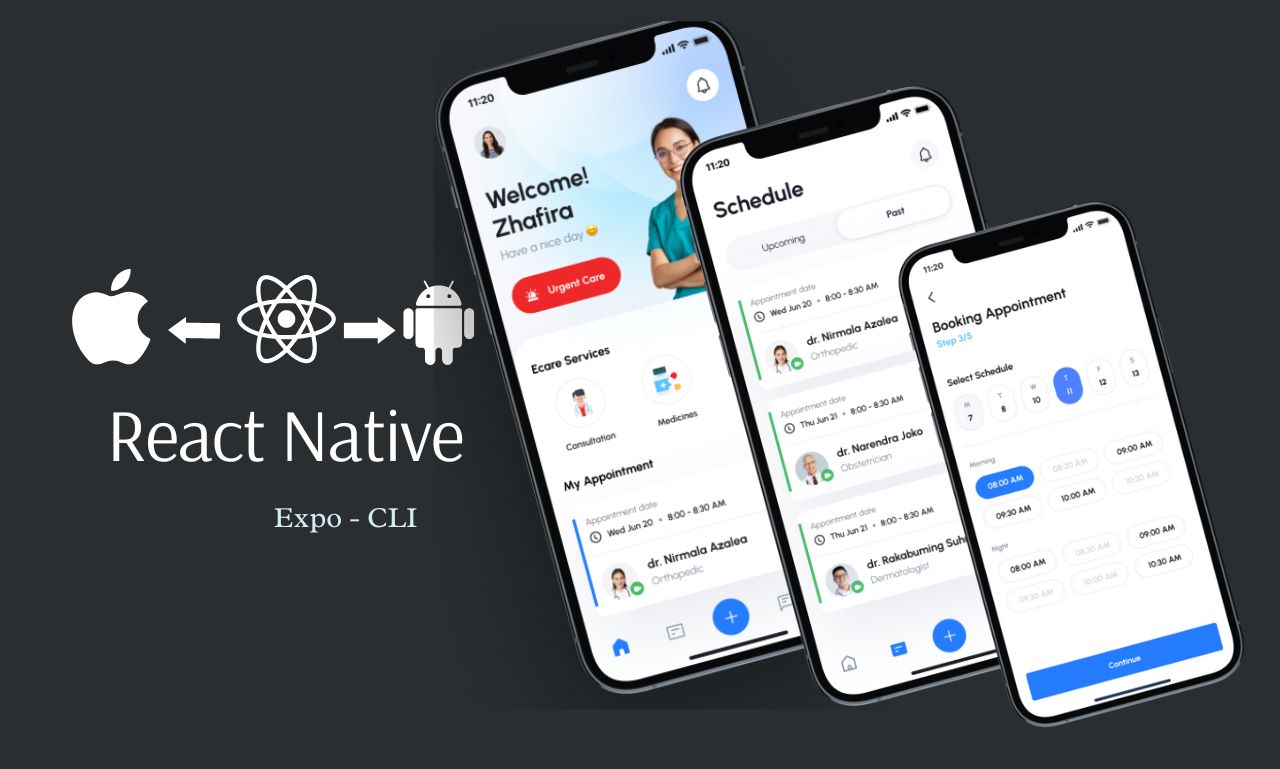 React Native
Expo - CLI
11:20
Welcome!
Zhafira
Have a nice day 😊
Urgent Care
Ecare Services
Consultation
Medicines
My Appointment
Appointment date
Wed Jun 20 • 8:00 - 8:30 AM
dr. Nirmala Azalea
Orthopedic
11:20
Schedule
Upcoming
Past
Appointment date
Wed Jun 20 • 8:00 - 8:30 AM
dr. Nirmala Azalea
Orthopedic
Appointment date
Thu Jun 21 • 8:00 - 8:30 AM
dr. Narendra Joko
Obstetrician
Appointment date
Thu Jun 21 • 8:00 - 8:30 AM
dr. Rakabuming Suh
Dermatologist
11:20
Booking Appointment
Step 3/5
Select Schedule
M T W T F S
7 8 10 11 12 13
Morning
08:00 AM 08:30 AM 09:00 AM
09:30 AM 10:00 AM 10:30 AM
Night
08:00 AM 08:30 AM 09:00 AM
09:30 AM 10:00 AM 10:30 AM
Continue